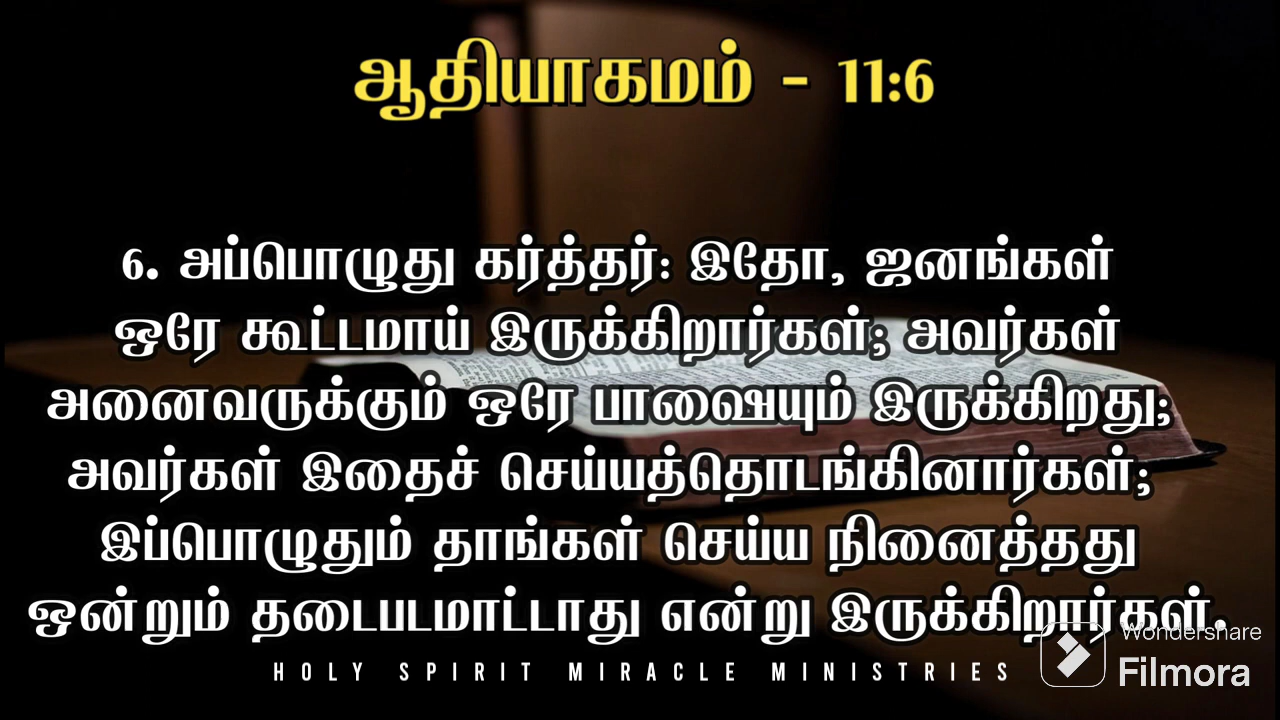 ஆதியாகமம் - 11:6
6. அப்பொழுது கர்த்தர்: இதோ, ஜனங்கள்
ஒரே கூட்டமாய் இருக்கிறார்கள்; அவர்கள்
அனைவருக்கும் ஒரே பாஷையும் இருக்கிறது;
அவர்கள் இதைச் செய்யத்தொடங்கினார்கள்;
இப்பொழுதும் தாங்கள் செய்ய நினைத்தது
ஒன்றும் தடைபடமாட்டாது என்று இருக்கிறார்கள்.
HOLY SPIRIT MIRACLE MINISTRIES
Wondershare
Filmora